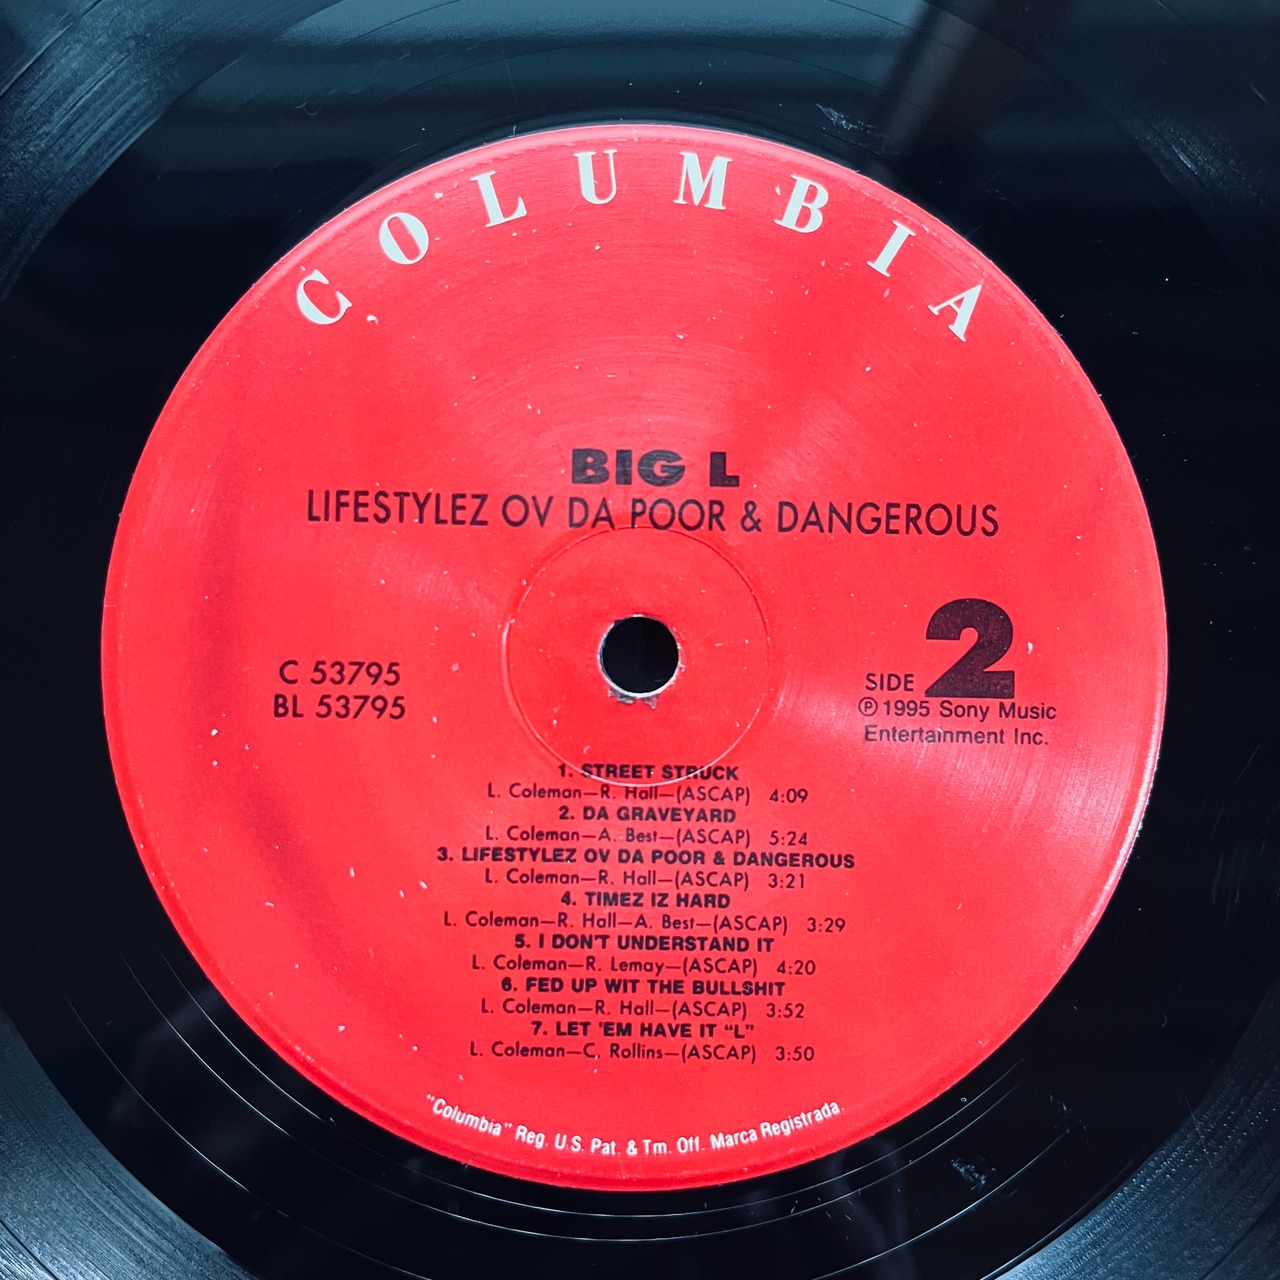 COLUMBIA
BIG L
LIFESTYLEZ OV DA POOR & DANGEROUS
C 53795
BL 53795
SIDE 2
℗ 1995 Sony Music
Entertainment Inc.
1. STREET STRUCK
L. Coleman—R. Hall—(ASCAP) 4:09
2. DA GRAVEYARD
L. Coleman—A. Best—(ASCAP) 5:24
3. LIFESTYLEZ OV DA POOR & DANGEROUS
L. Coleman—R. Hall—(ASCAP) 3:21
4. TIMEZ IZ HARD
L. Coleman—R. Hall—A. Best—(ASCAP) 3:29
5. I DON'T UNDERSTAND IT
L. Coleman—R. Lemay—(ASCAP) 4:20
6. FED UP WIT THE BULLSHIT
L. Coleman—R. Hall—(ASCAP) 3:52
7. LET 'EM HAVE IT “L”
L. Coleman—C. Rollins—(ASCAP) 3:50
"Columbia" Reg. U.S. Pat. & Tm. Off. Marca Registrada.